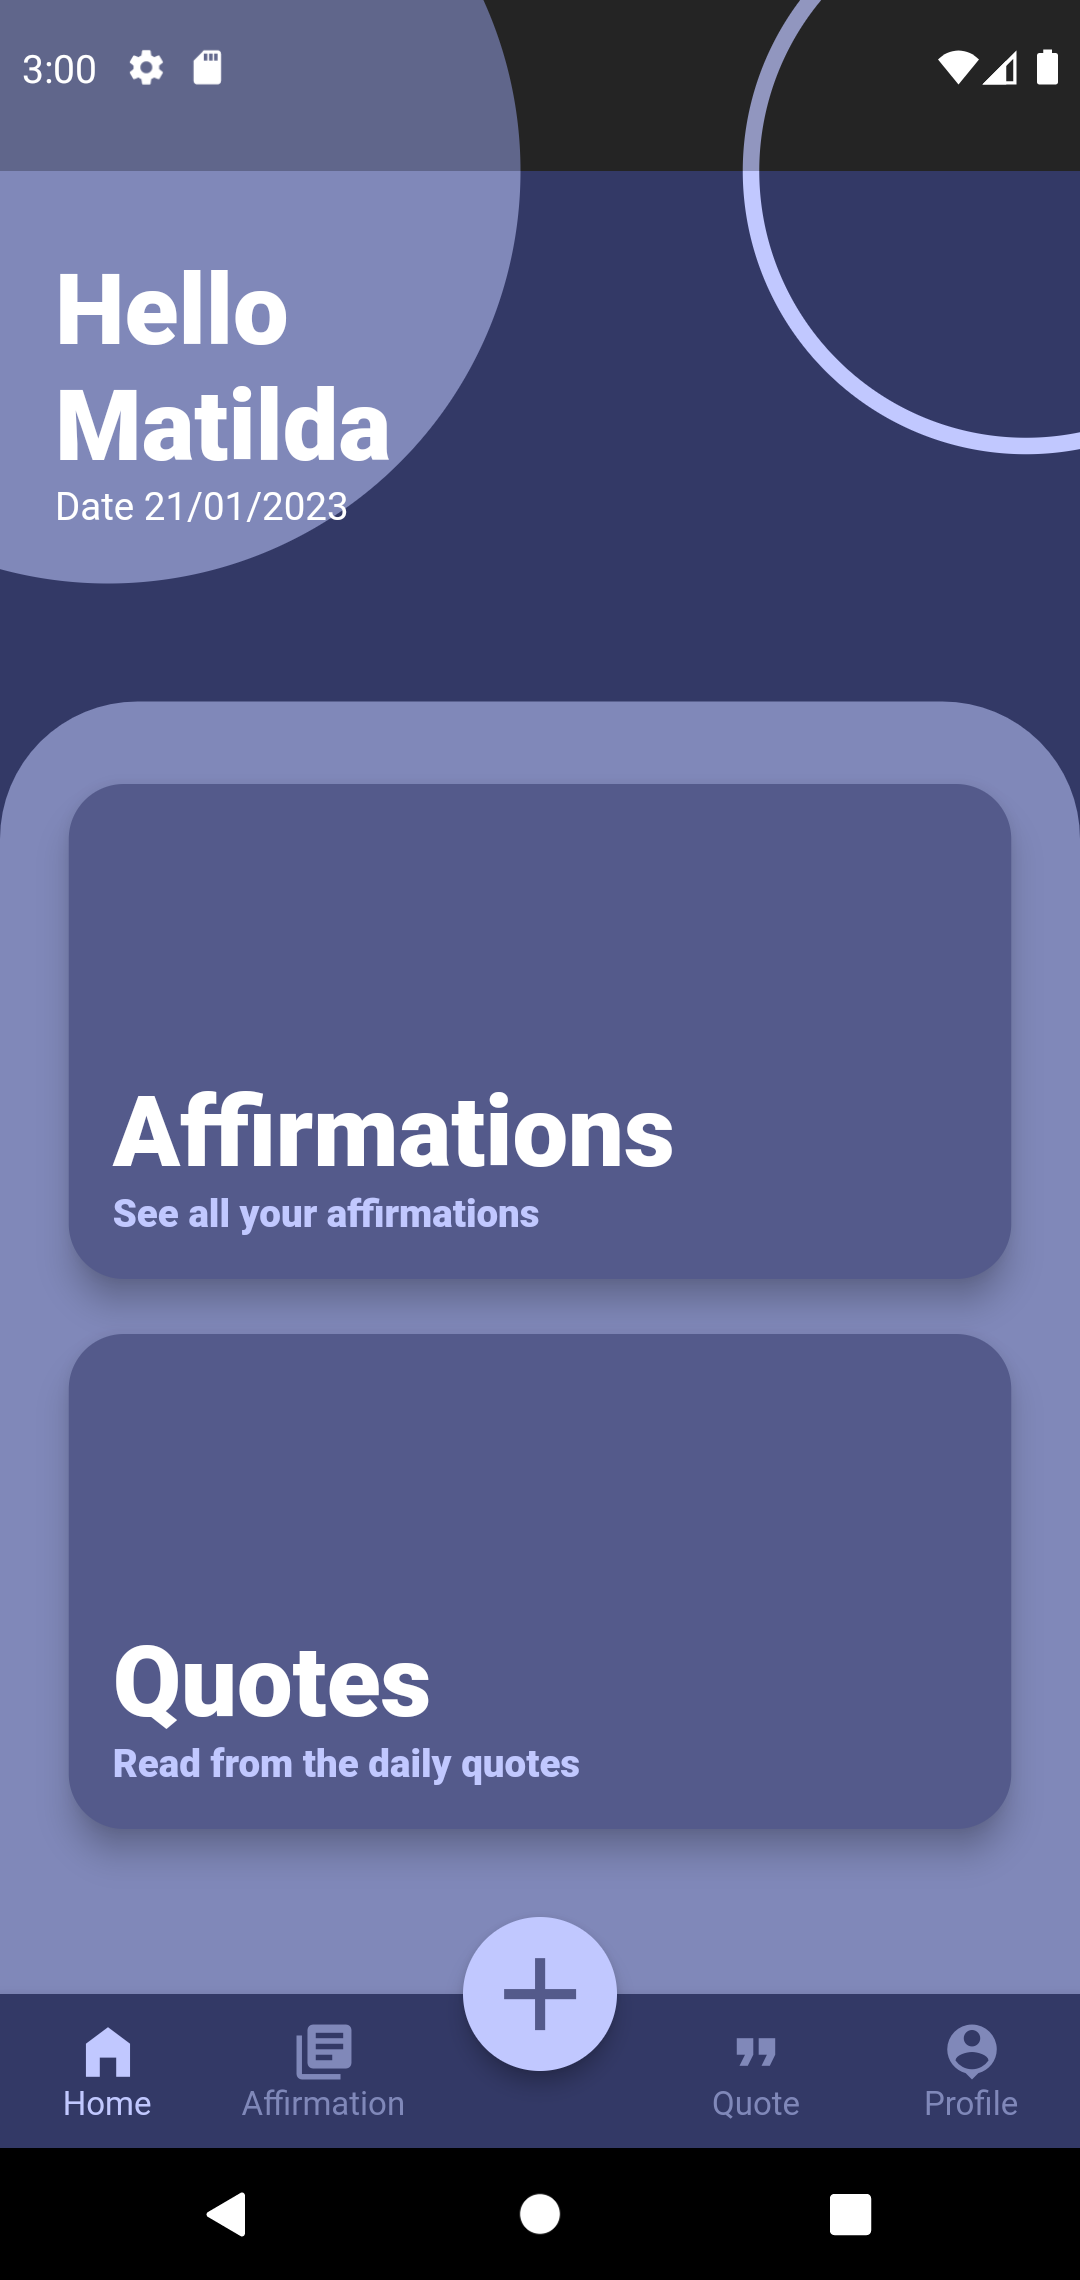 3:00
Hello
Matilda
Date 21/01/2023
Affirmations
See all your affirmations
Quotes
Read from the daily quotes
Home Affirmation Quote Profile